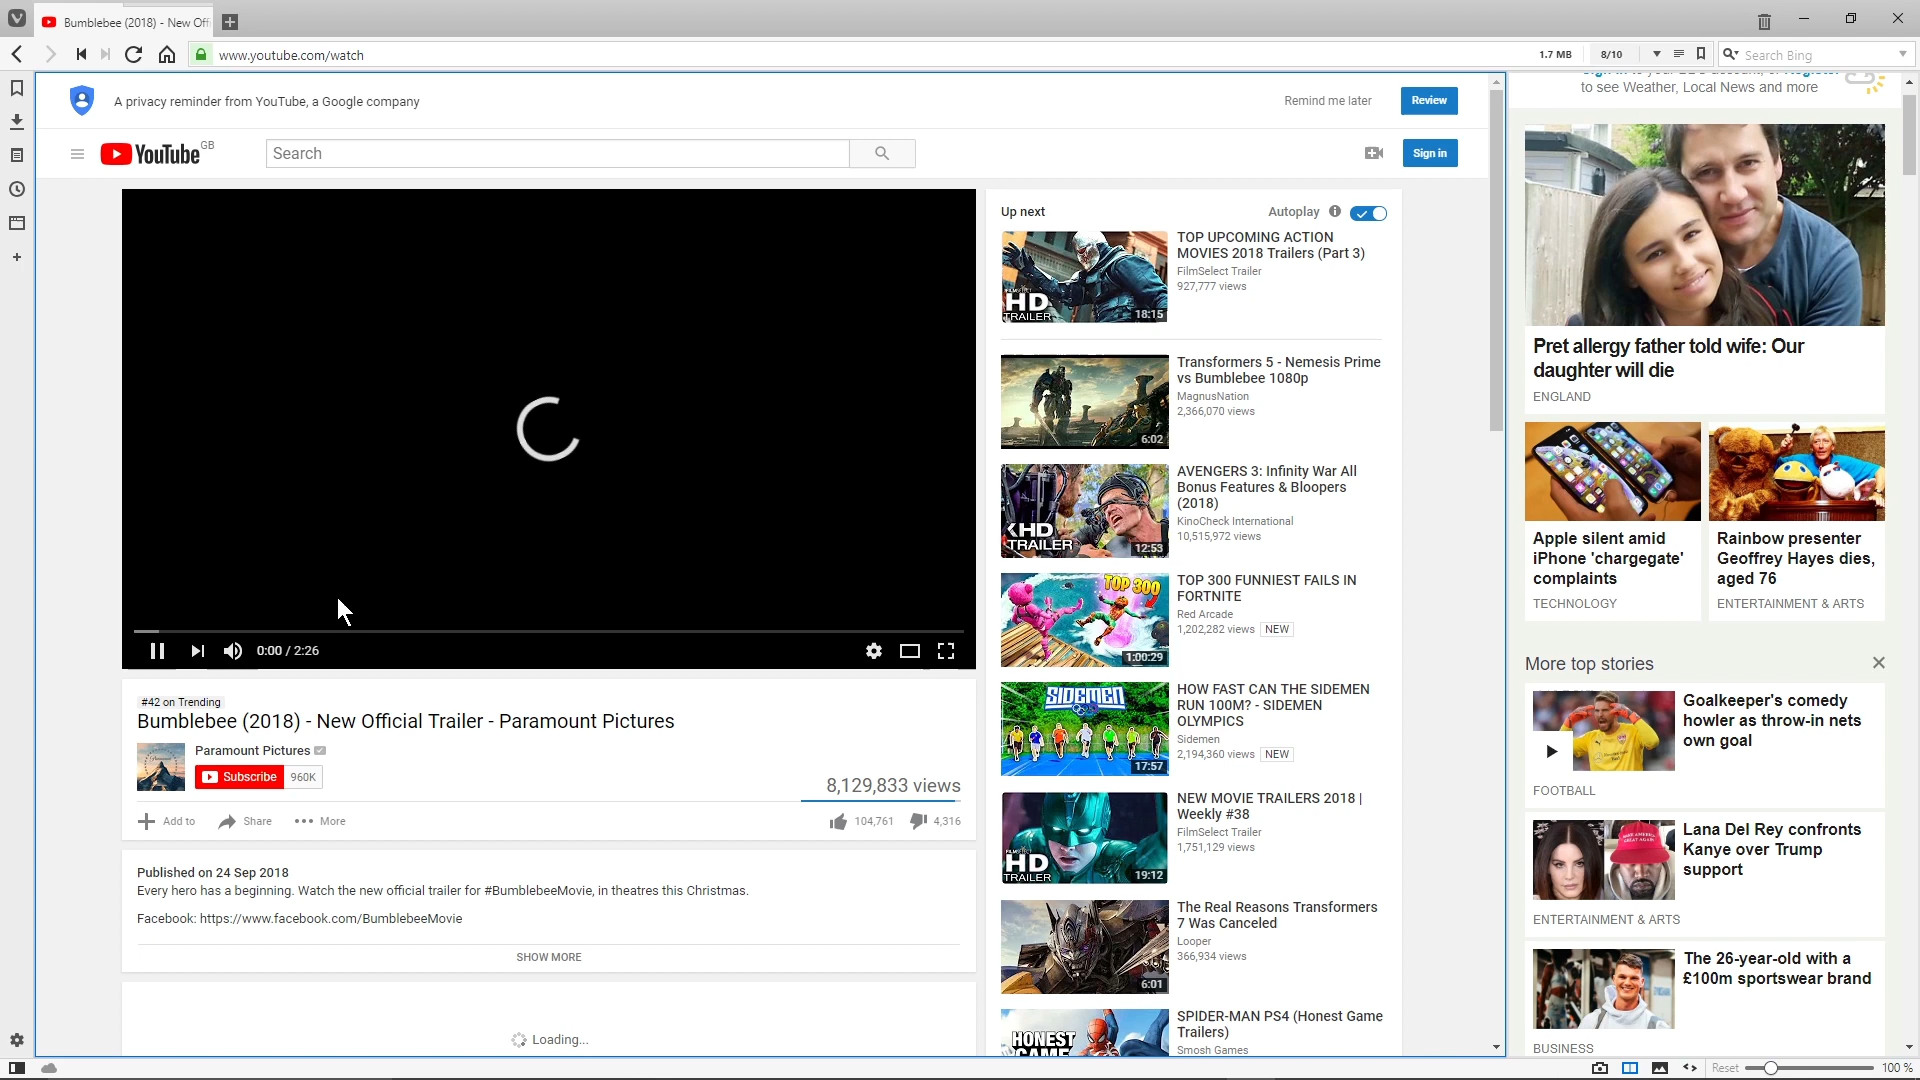 Bumblebee (2018) - New Offi
www.youtube.com/watch
1.7 MB
8/10
Search Bing
A privacy reminder from YouTube, a Google company
Remind me later
Review
YouTube GB
Search
Sign in
0:00 / 2:26
#42 on Trending
Bumblebee (2018) - New Official Trailer - Paramount Pictures
Paramount Pictures
Subscribe 960K
8,129,833 views
Add to
Share
More
104,761
4,316
Published on 24 Sep 2018
Every hero has a beginning. Watch the new official trailer for #BumblebeeMovie, in theatres this Christmas.
Facebook: https://www.facebook.com/BumblebeeMovie
SHOW MORE
Loading...
Up next
Autoplay
HD
TRAILER
18:15
TOP UPCOMING ACTION
MOVIES 2018 Trailers (Part 3)
FilmSelect Trailer
927,777 views
6:02
Transformers 5 - Nemesis Prime
vs Bumblebee 1080p
MagnusNation
2,366,070 views
KHD
TRAILER
12:53
AVENGERS 3: Infinity War All
Bonus Features & Bloopers
(2018)
KinoCheck International
10,515,972 views
TOP 300
1:00:29
TOP 300 FUNNIEST FAILS IN
FORTNITE
Red Arcade
1,202,282 views NEW
SIDEMEN
17:57
HOW FAST CAN THE SIDEMEN
RUN 100M? - SIDEMEN
OLYMPICS
Sidemen
2,194,360 views NEW
HD
TRAILER
19:12
NEW MOVIE TRAILERS 2018 |
Weekly #38
FilmSelect Trailer
1,751,129 views
6:01
The Real Reasons Transformers
7 Was Canceled
Looper
366,934 views
HONEST
GAME
SPIDER-MAN PS4 (Honest Game
Trailers)
Smosh Games
to see Weather, Local News and more
Pret allergy father told wife: Our
daughter will die
ENGLAND
Apple silent amid
iPhone 'chargegate'
complaints
TECHNOLOGY
Rainbow presenter
Geoffrey Hayes dies,
aged 76
ENTERTAINMENT & ARTS
More top stories
Goalkeeper's comedy
howler as throw-in nets
own goal
FOOTBALL
Lana Del Rey confronts
Kanye over Trump
support
ENTERTAINMENT & ARTS
The 26-year-old with a
£100m sportswear brand
BUSINESS
Reset
100 %